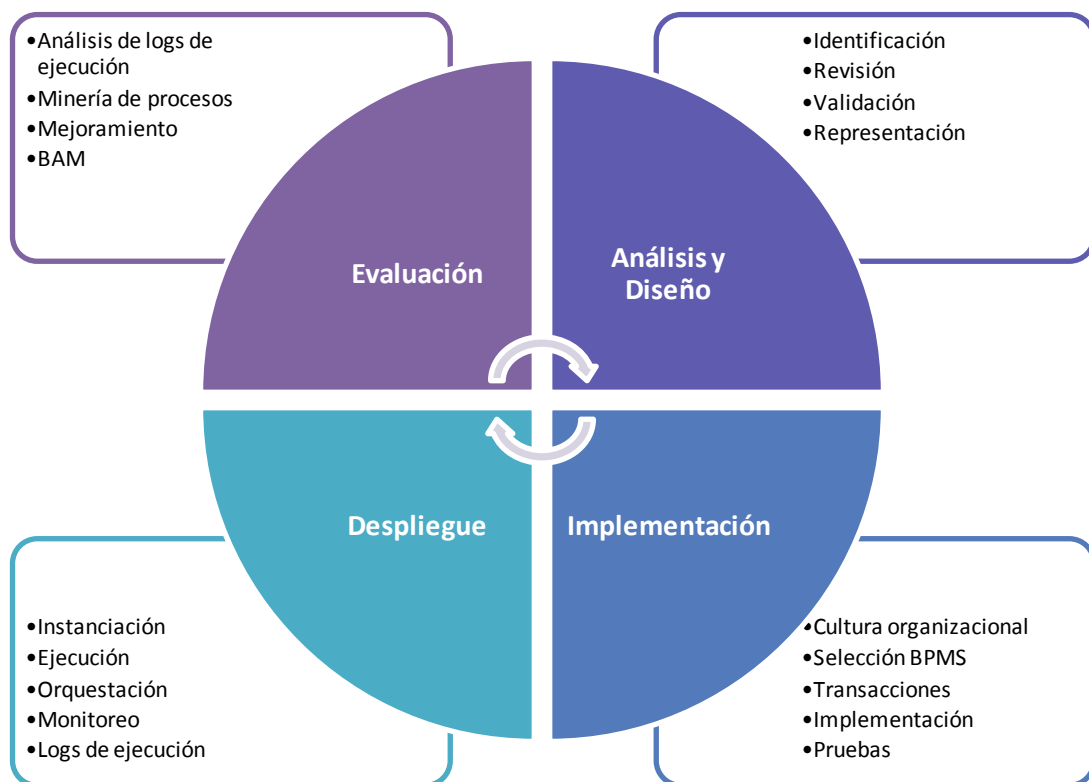 •Análisis de logs de
ejecución
•Minería de procesos
•Mejoramiento
•BAM
•Identificación
•Revisión
•Validación
•Representación
Evaluación
Análisis y
Diseño
Despliegue
Implementación
•Instanciación
•Ejecución
•Orquestación
•Monitoreo
•Logs de ejecución
•Cultura organizacional
•Selección BPMS
•Transacciones
•Implementación
•Pruebas